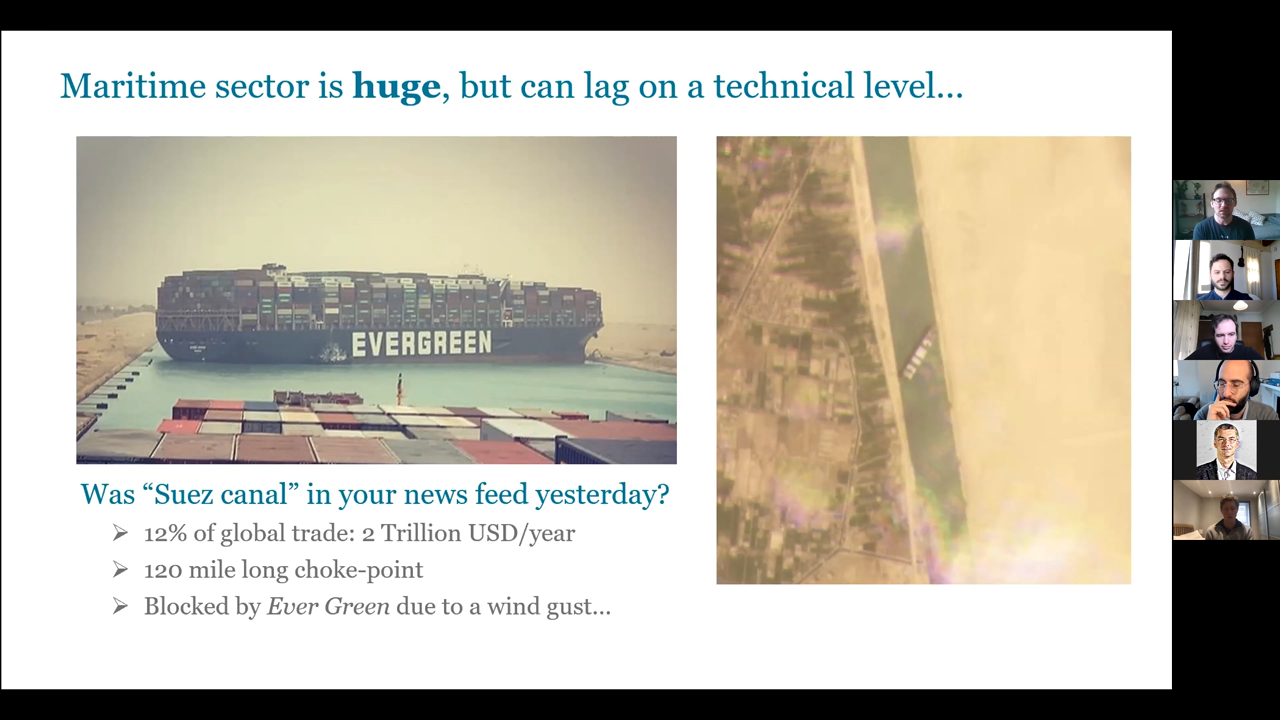 Maritime sector is huge, but can lag on a technical level...
EVERGREEN
Was “Suez canal” in your news feed yesterday?
➢ 12% of global trade: 2 Trillion USD/year
➢ 120 mile long choke-point
➢ Blocked by Ever Green due to a wind gust...